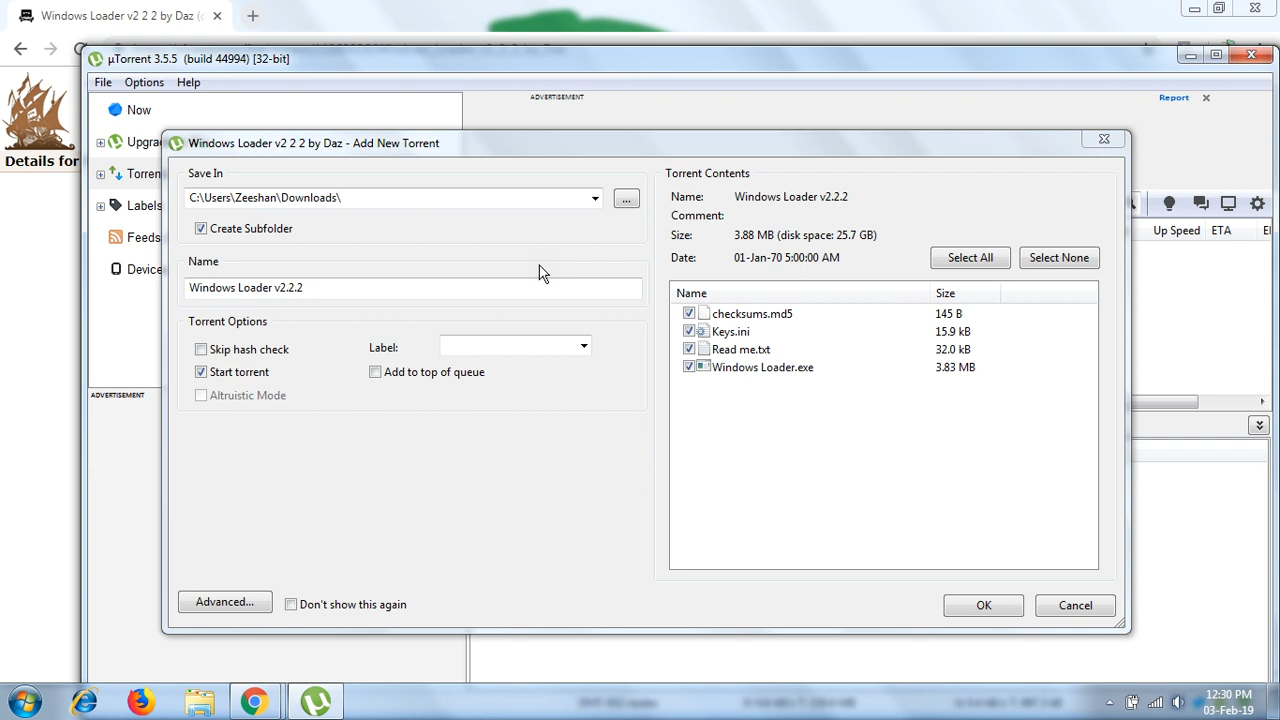 Windows Loader v2 2 2 by Daz (
µTorrent 3.5.5 (build 44994) [32-bit]
File Options Help
ADVERTISEMENT
Report
Now
Upgra
Torren
Labels
Feeds
Device
ADVERTISEMENT
Details for
Up Speed ETA
Windows Loader v2 2 2 by Daz - Add New Torrent
Save In
C:\Users\Zeeshan\Downloads\
...
Create Subfolder
Name
Windows Loader v2.2.2
Torrent Options
Skip hash check
Label:
Start torrent
Add to top of queue
Altruistic Mode
Advanced...
Don't show this again
Torrent Contents
Name: Windows Loader v2.2.2
Comment:
Size: 3.88 MB (disk space: 25.7 GB)
Date: 01-Jan-70 5:00:00 AM
Select All
Select None
Name Size
checksums.md5 145 B
Keys.ini 15.9 kB
Read me.txt 32.0 kB
Windows Loader.exe 3.83 MB
OK
Cancel
12:30 PM
03-Feb-19